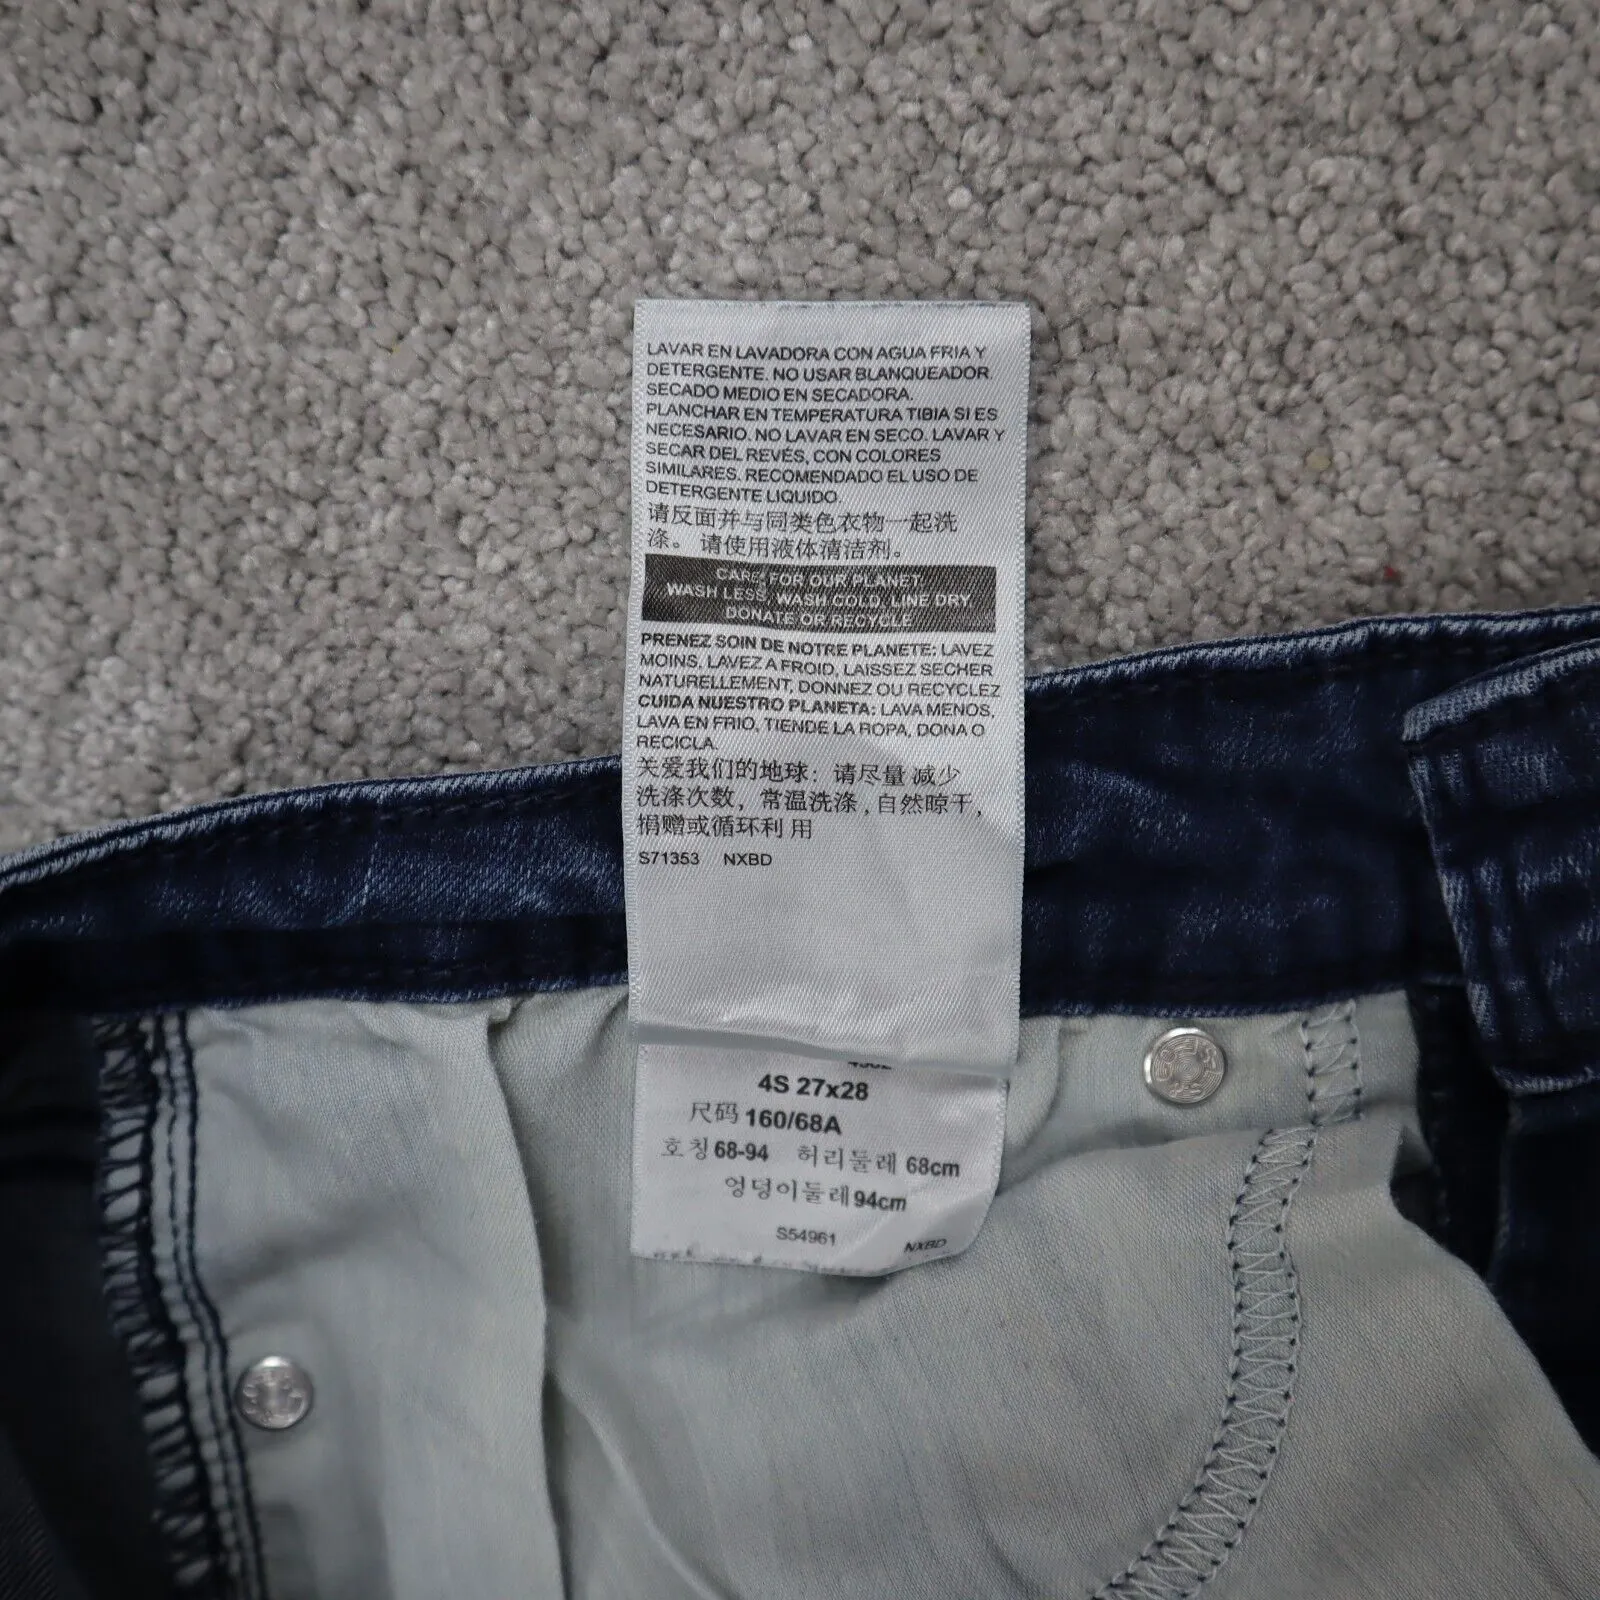 LAVAR EN LAVADORA CON AGUA FRIA Y
DETERGENTE. NO USAR BLANQUEADOR.
SECADO MEDIO EN SECADORA.
PLANCHAR EN TEMPERATURA TIBIA SI ES
NECESARIO. NO LAVAR EN SECO. LAVAR Y
SECAR DEL REVÉS, CON COLORES
SIMILARES. RECOMENDADO EL USO DE
DETERGENTE LIQUIDO.
请反面并与同类色衣物一起洗
涤。 请使用液体清洁剂。
CARE FOR OUR PLANET
WASH LESS, WASH COLD, LINE DRY,
DONATE OR RECYCLE
PRENEZ SOIN DE NOTRE PLANETE: LAVEZ
MOINS, LAVEZ A FROID, LAISSEZ SECHER
NATURELLEMENT, DONNEZ OU RECYCLEZ
CUIDA NUESTRO PLANETA: LAVA MENOS,
LAVA EN FRIO, TIENDE LA ROPA, DONA O
RECICLA.
关爱我们的地球: 请尽量 减少
洗涤次数, 常温洗涤, 自然晾干,
捐赠或循环利 用
S71353 NXBD
4S 27x28
尺码 160/68A
호칭 68-94 허리둘레 68cm
엉덩이둘레 94cm
S54961 NXBD